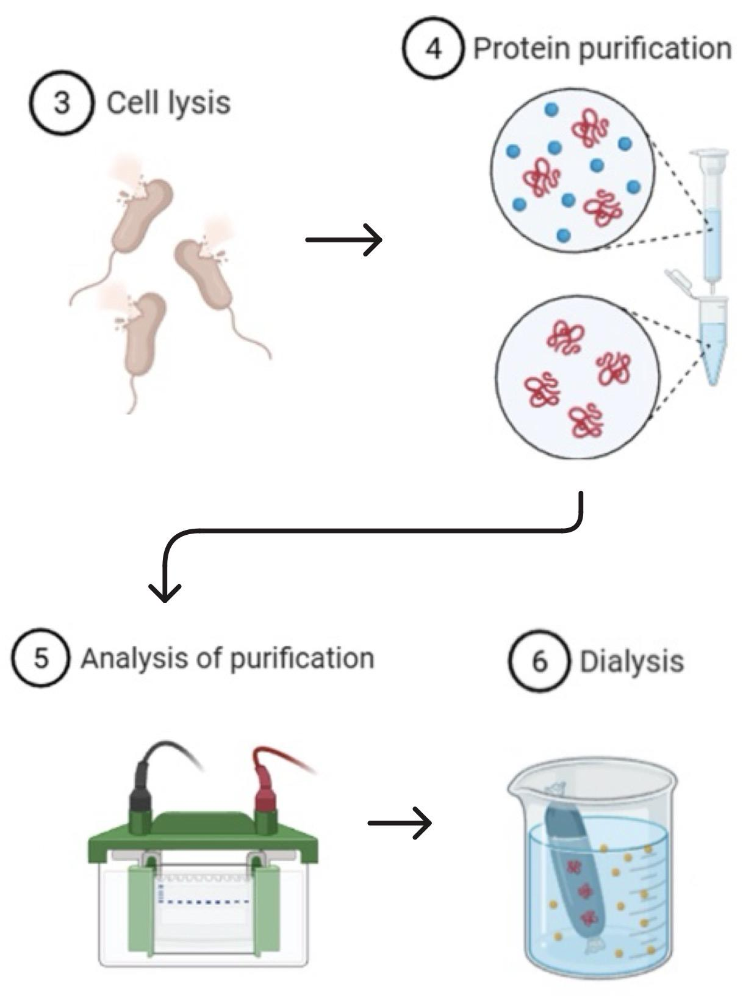 3 Cell lysis
4 Protein purification
5 Analysis of purification
6 Dialysis